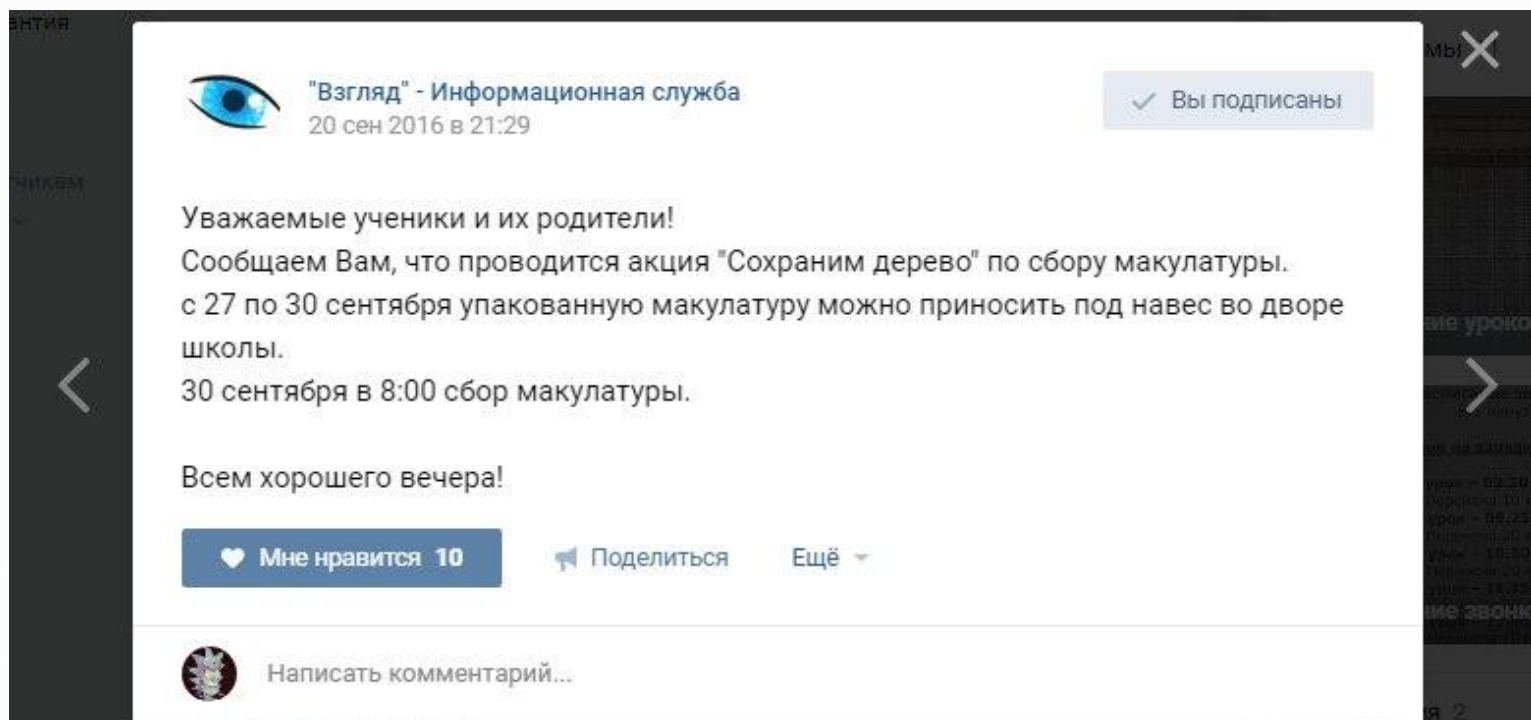 "Взгляд" - Информационная служба
20 сен 2016 в 21:29
Вы подписаны
Уважаемые ученики и их родители!
Сообщаем Вам, что проводится акция "Сохраним дерево" по сбору макулатуры.
с 27 по 30 сентября упакованную макулатуру можно приносить под навес во дворе
школы.
30 сентября в 8:00 сбор макулатуры.
Всем хорошего вечера!
Мне нравится 10
Поделиться
Ещё
Написать комментарий...